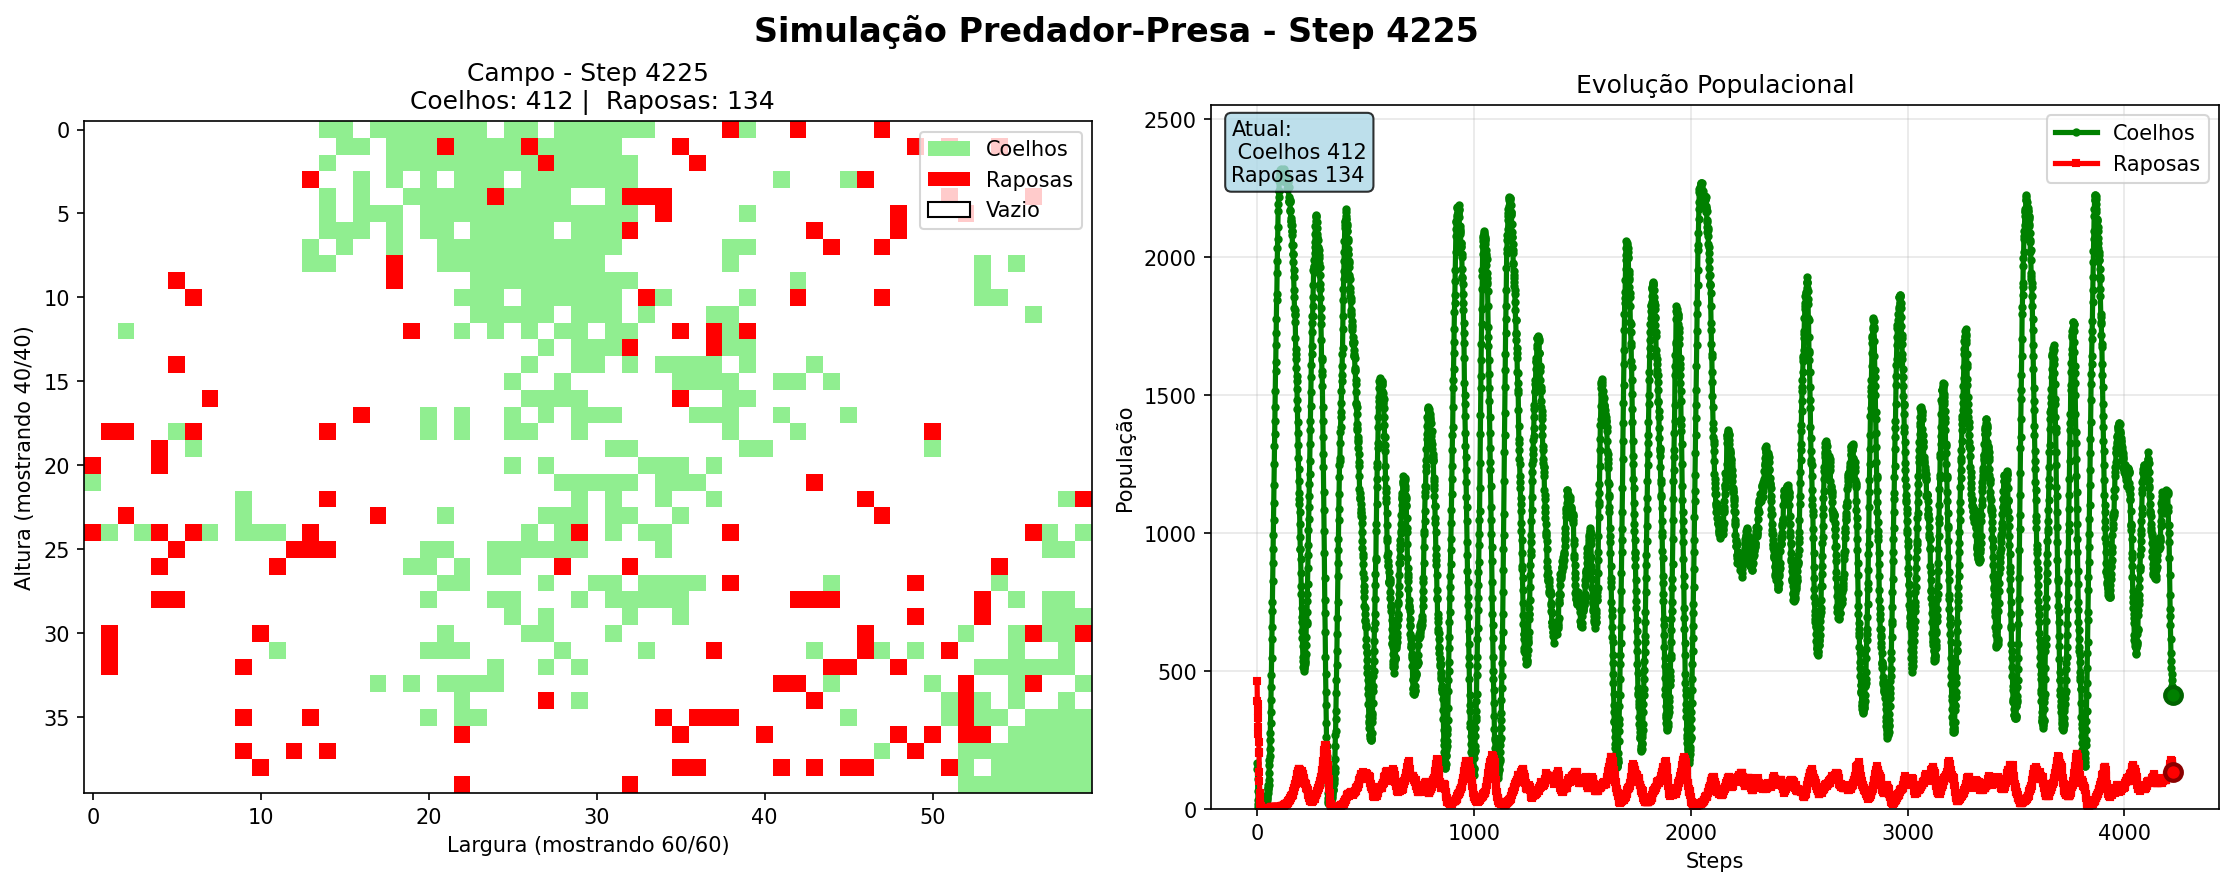 Simulação Predador-Presa - Step 4225
Campo - Step 4225
Coelhos: 412 | Raposas: 134
Coelhos
Raposas
Vazio
0
5
10
15
20
25
30
35
Altura (mostrando 40/40)
0
10
20
30
40
50
Largura (mostrando 60/60)
Evolução Populacional
Atual:
Coelhos 412
Raposas 134
Coelhos
Raposas
2500
2000
1500
1000
500
0
População
0
1000
2000
3000
4000
Steps